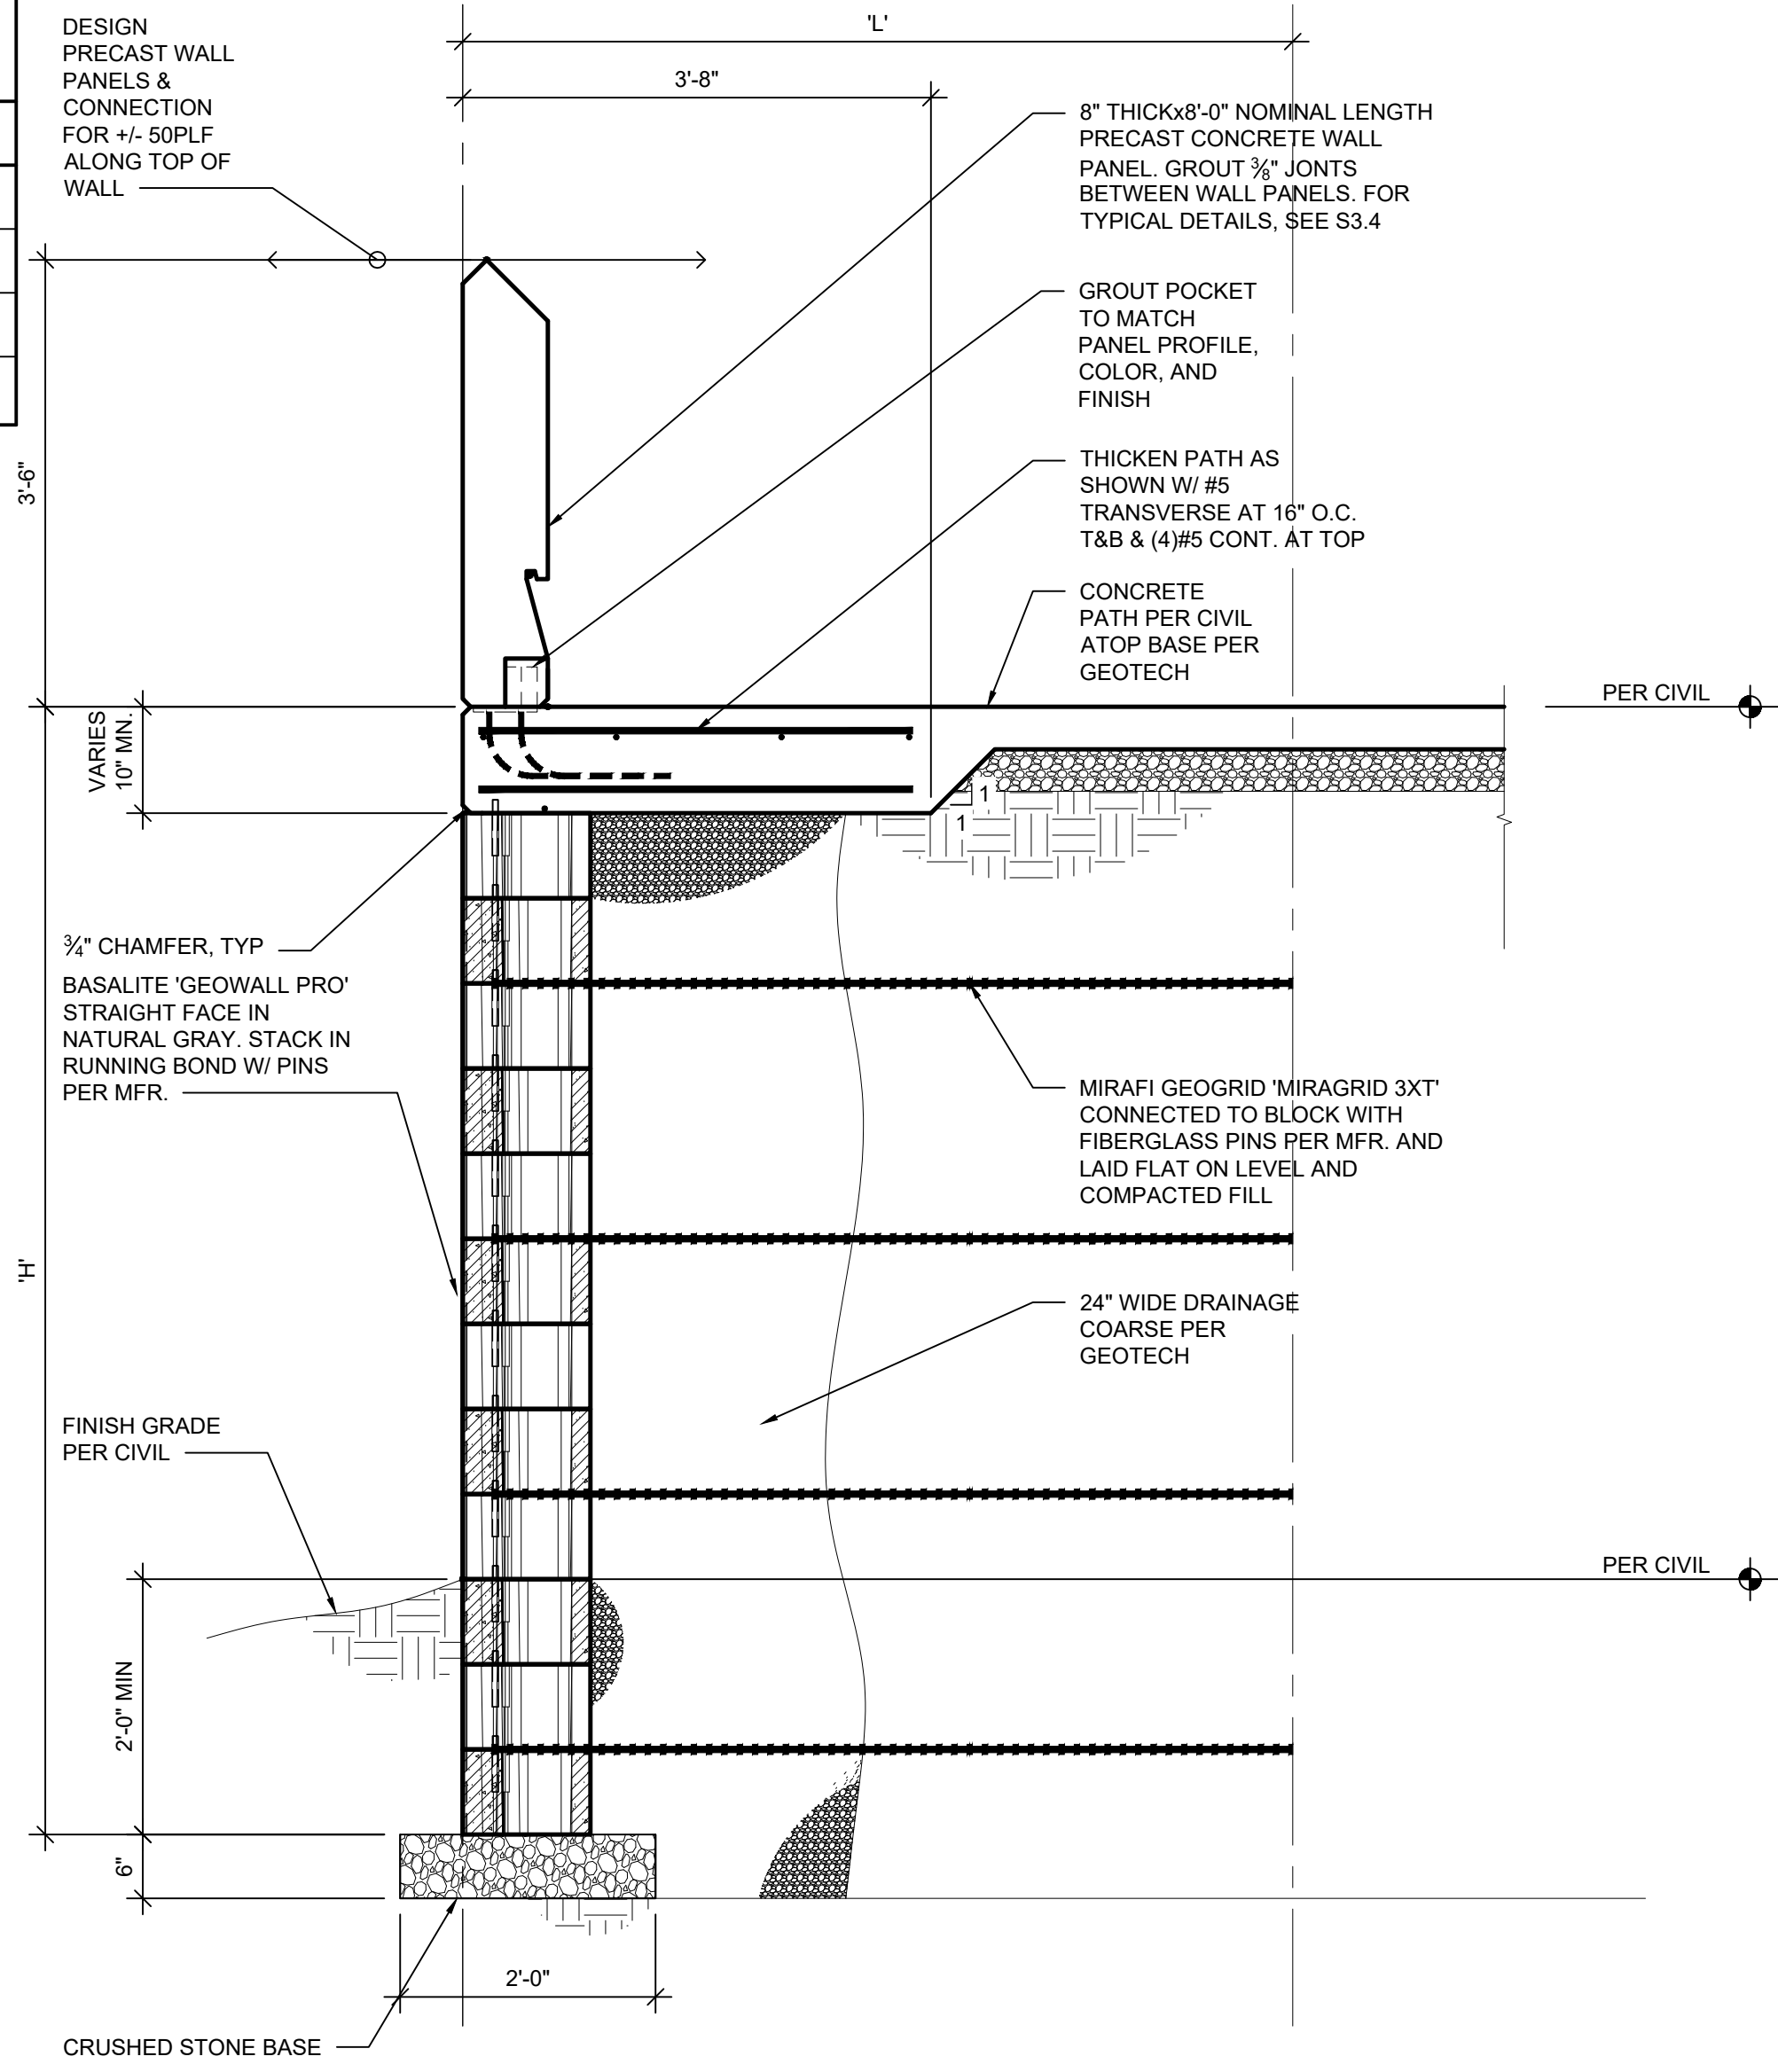 DESIGN
PRECAST WALL
PANELS &
CONNECTION
FOR +/- 50PLF
ALONG TOP OF
WALL
'L'
3'-8"
8" THICKx8'-0" NOMINAL LENGTH
PRECAST CONCRETE WALL
PANEL. GROUT ⅜" JONTS
BETWEEN WALL PANELS. FOR
TYPICAL DETAILS, SEE S3.4
GROUT POCKET
TO MATCH
PANEL PROFILE,
COLOR, AND
FINISH
3'-6"
THICKEN PATH AS
SHOWN W/ #5
TRANSVERSE AT 16" O.C.
T&B & (4)#5 CONT. AT TOP
CONCRETE
PATH PER CIVIL
ATOP BASE PER
GEOTECH
PER CIVIL
VARIES
10" MN.
1
1
¾" CHAMFER, TYP
BASALITE 'GEOWALL PRO'
STRAIGHT FACE IN
NATURAL GRAY. STACK IN
RUNNING BOND W/ PINS
PER MFR.
MIRAFI GEOGRID 'MIRAGRID 3XT'
CONNECTED TO BLOCK WITH
FIBERGLASS PINS PER MFR. AND
LAID FLAT ON LEVEL AND
COMPACTED FILL
'H'
24" WIDE DRAINAGE
COARSE PER
GEOTECH
FINISH GRADE
PER CIVIL
PER CIVIL
2'-0" MIN
6"
2'-0"
CRUSHED STONE BASE